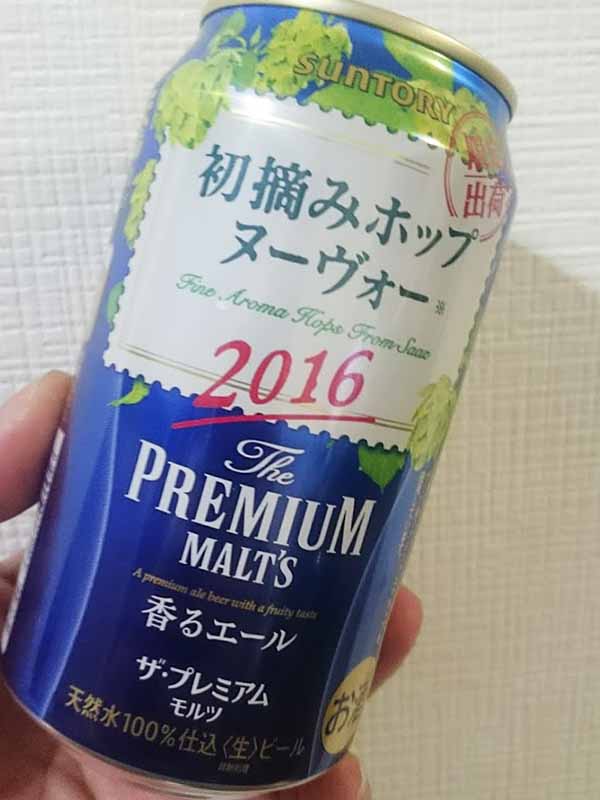 SUNTORY
出荷
初摘みホップ
ヌーヴォー※
Fine Aroma Hops From Saaz
2016
The
PREMIUM
MALT'S
A premium ale beer with a fruity taste
香るエール
ザ・プレミアム
モルツ
お酒
天然水100%仕込〈生〉ビール